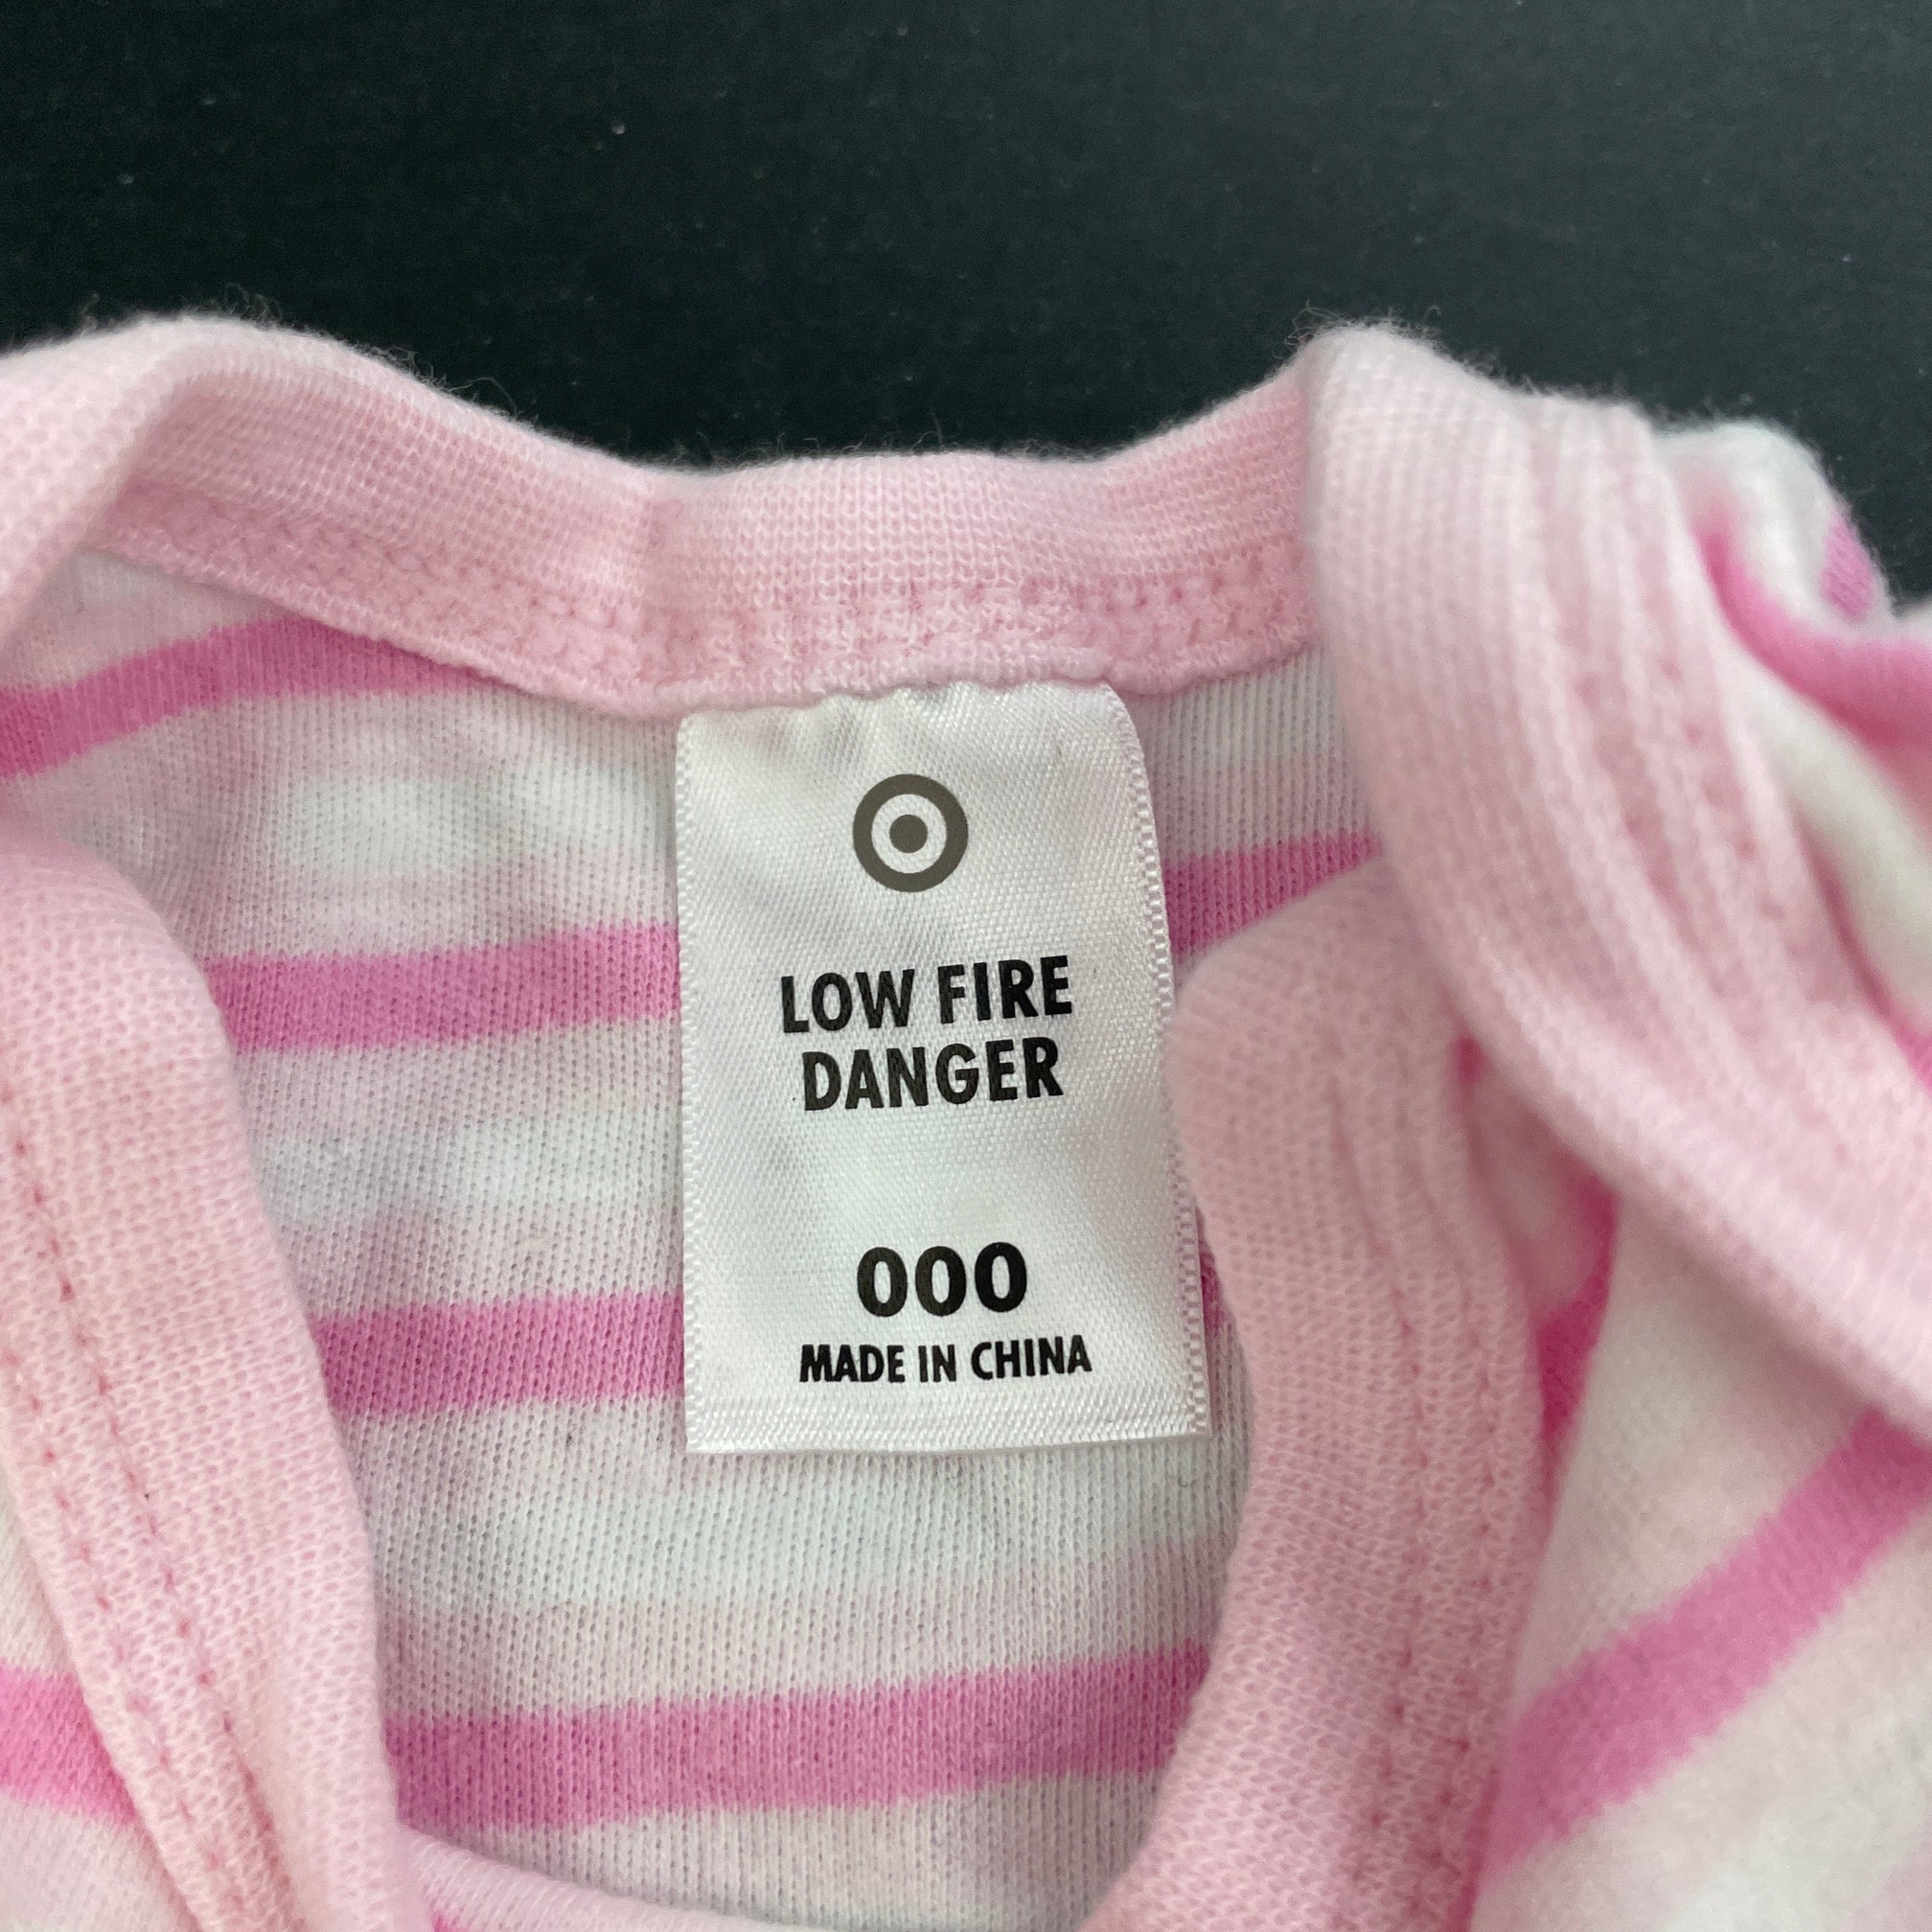 LOW FIRE
DANGER
000
MADE IN CHINA